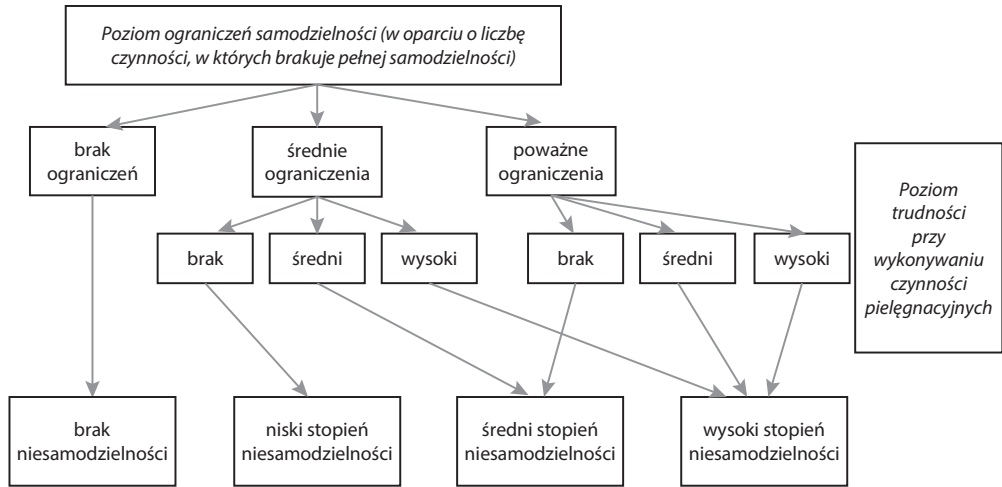 Poziom ograniczeń samodzielności (w oparciu o liczbę
czynności, w których brakuje pełnej samodzielności)
brak
ograniczeń
średnie
ograniczenia
poważne
ograniczenia
Poziom
trudności
przy
wykonywaniu
czynności
pielęgnacyjnych
brak
średni
wysoki
brak
średni
wysoki
brak
niesamodzielności
niski stopień
niesamodzielności
średni stopień
niesamodzielności
wysoki stopień
niesamodzielności